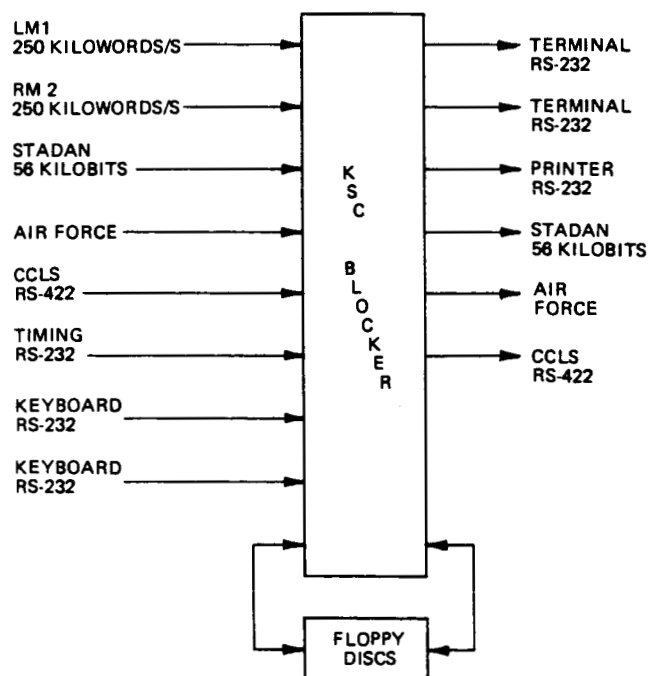 LM1
250 KILOWORDS/S
RM 2
250 KILOWORDS/S
STADAN
56 KILOBITS
AIR FORCE
CCLS
RS-422
TIMING
RS-232
KEYBOARD
RS-232
KEYBOARD
RS-232
KSC BLOCKER
TERMINAL
RS-232
TERMINAL
RS-232
PRINTER
RS-232
STADAN
56 KILOBITS
AIR
FORCE
CCLS
RS-422
FLOPPY
DISCS